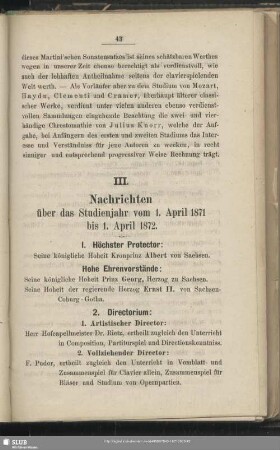 43
dieser Martini'schen Sonatenedition ist seines schätzbaren Werthes
wegen in unserer Zeit ebenso berechtigt als verdienstvoll, wie
auch der lebhaften Antheilnahme seitens der clavierspielenden
Welt werth. — Als Vorläufer aber zu dem Studium von Mozart,
Haydn, Clementi und Cramer, überhaupt älterer classi-
scher Werke, verdient unter vielen anderen ebenso verdienst-
vollen Sammlungen eingehende Beachtung die zwei und vier-
händige Chrestomathie von Julius Knorr, welche der Auf-
gabe, bei Anfängern des ersten und zweiten Stadiums das Inter-
esse und Verständniss für jene Autoren zu wecken, in recht
sinniger und entsprechend progressiver Weise Rechnung trägt.
III.
Nachrichten
über das Studienjahr vom 1. April 1871
bis 1. April 1872.
1. Höchster Protector:
Seine königliche Hoheit Kronprinz Albert von Sachsen.
Hohe Ehrenvorstände:
Seine königliche Hoheit Prinz Georg, Herzog zu Sachsen.
Seine Hoheit der regierende Herzog Ernst II. von Sachsen-
Coburg-Gotha.
2. Directorium:
1. Artistischer Director:
Herr Hofcapellmeister Dr. Rietz, ertheilt zugleich den Unterricht
in Composition, Partiturspiel und Directionskenntniss.
2. Vollziehender Director:
F. Pudor, ertheilt zugleich den Unterricht in Vomblatt- und
Zusammenspiel für Clavier allein, Zusammenspiel für
Bläser und Studium von Opernpartien.
SLUB